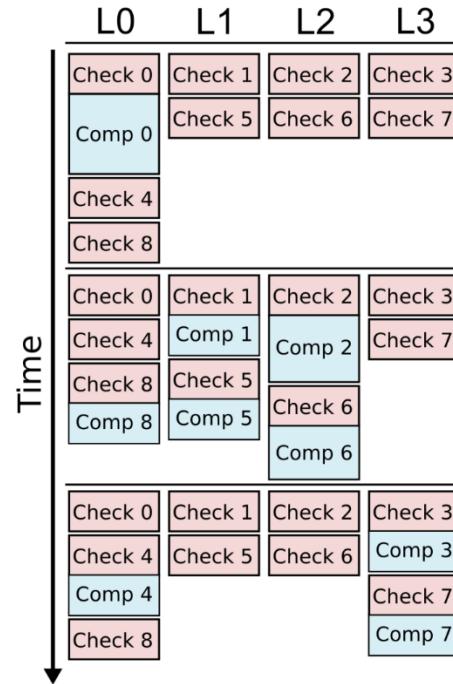 L0 L1 L2 L3
Time
Check 0 Check 1 Check 2 Check 3
Comp 0 Check 5 Check 6 Check 7
Check 4
Check 8
Check 0 Check 1 Check 2 Check 3
Check 4 Comp 1 Comp 2 Check 7
Check 8 Check 5 Check 6
Comp 8 Comp 5 Comp 6
Check 0 Check 1 Check 2 Check 3
Check 4 Check 5 Check 6 Comp 3
Comp 4 Check 7
Check 8 Comp 7